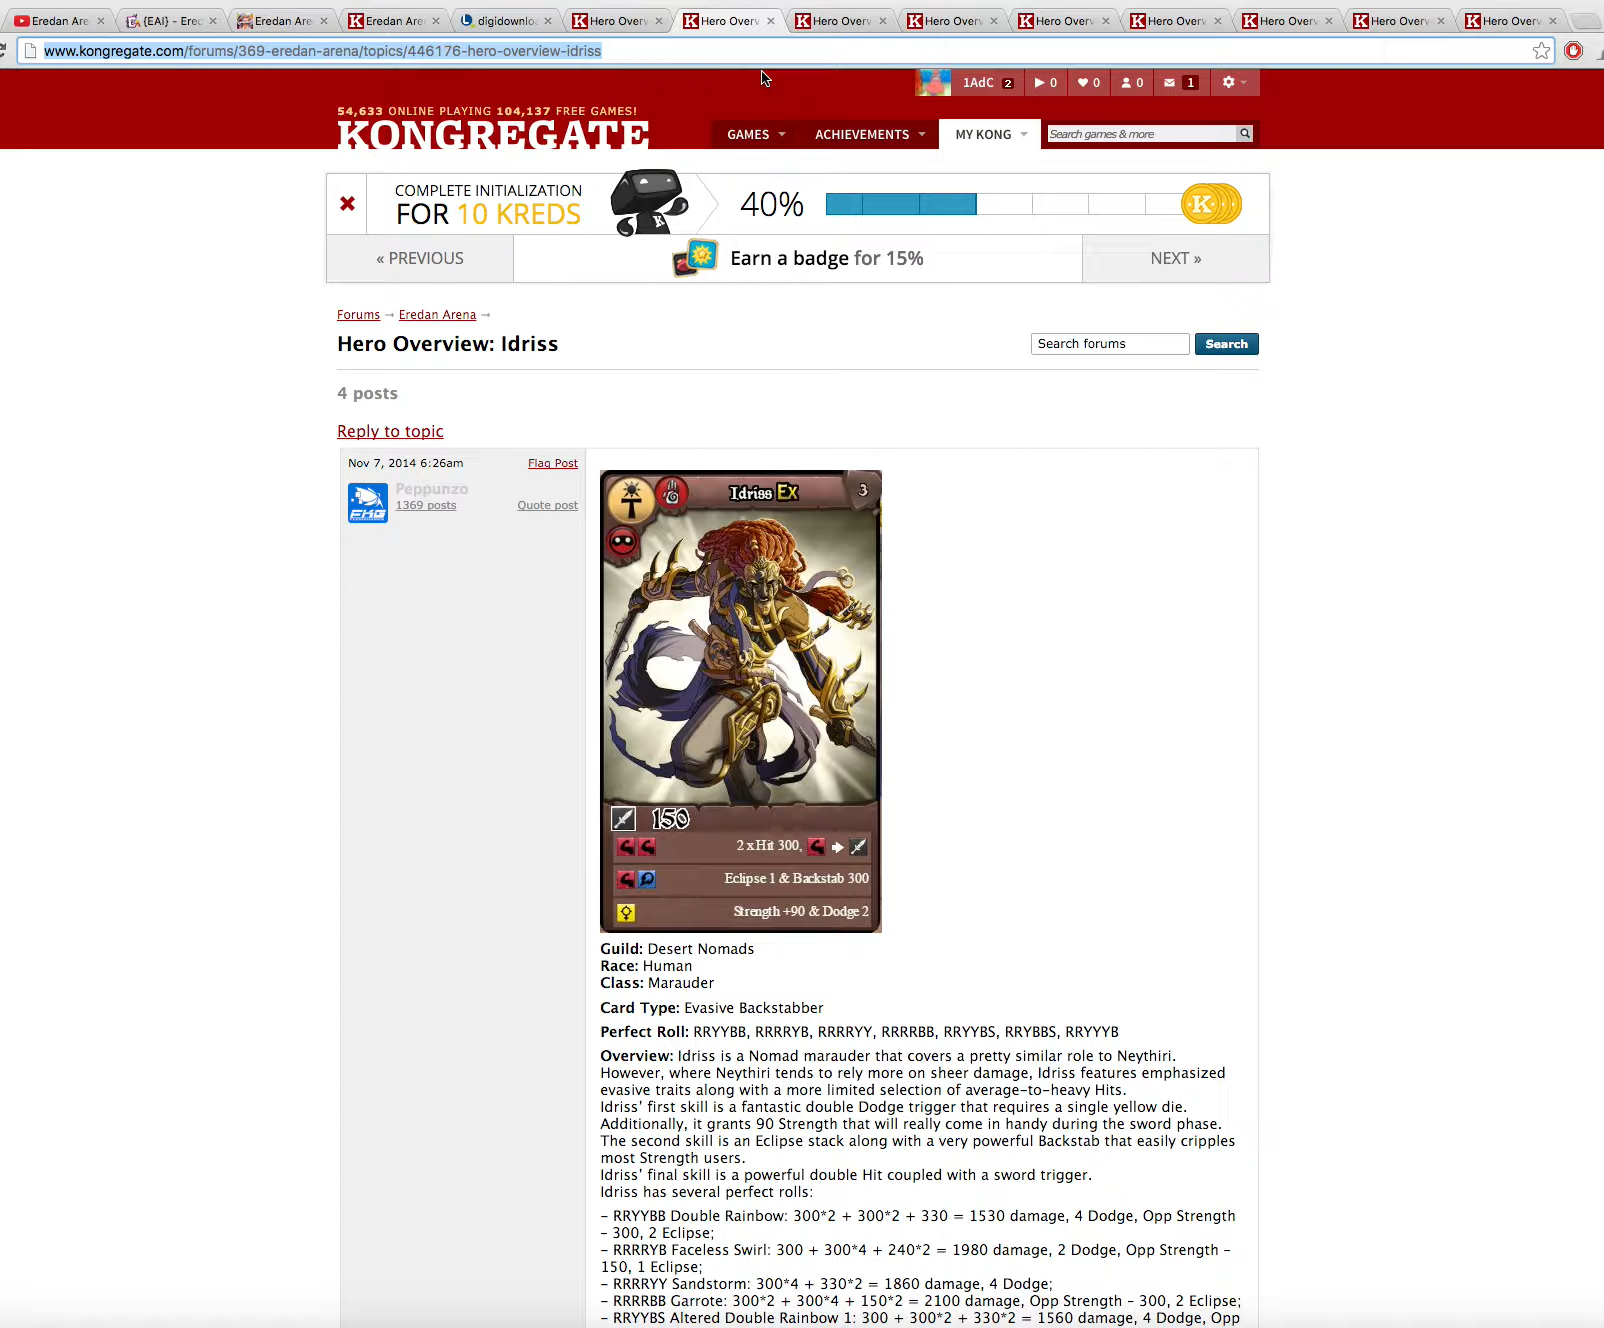 Eredan Are
{EAI} - Ered
Eredan Are
Eredan Are
digidownlo
Hero Overv
Hero Overv
Hero Overv
Hero Overv
Hero Overv
Hero Overv
Hero Overv
Hero Overv
Hero Overv
www.kongregate.com/forums/369-eredan-arena/topics/446176-hero-overview-idriss
1AdC 2
0
0
0
1
54,633 ONLINE PLAYING 104,137 FREE GAMES!
KONGREGATE
GAMES
ACHIEVEMENTS
MY KONG
Search games & more
COMPLETE INITIALIZATION
FOR 10 KREDS
K
40%
K
« PREVIOUS
Earn a badge for 15%
NEXT »
Forums → Eredan Arena →
Hero Overview: Idriss
Search forums
Search
4 posts
Reply to topic
Nov 7, 2014 6:26am
Flag Post
Peppunzo
1369 posts
Quote post
FKG
Idriss Ex
3
150
2 x Hit 300,
Eclipse 1 & Backstab 300
Strength +90 & Dodge 2
Guild: Desert Nomads
Race: Human
Class: Marauder
Card Type: Evasive Backstabber
Perfect Roll: RRYYBB, RRRRYB, RRRRYY, RRRRBB, RRYYBS, RRYBBS, RRYYYB
Overview: Idriss is a Nomad marauder that covers a pretty similar role to Neythiri.
However, where Neythiri tends to rely more on sheer damage, Idriss features emphasized
evasive traits along with a more limited selection of average-to-heavy Hits.
Idriss' first skill is a fantastic double Dodge trigger that requires a single yellow die.
Additionally, it grants 90 Strength that will really come in handy during the sword phase.
The second skill is an Eclipse stack along with a very powerful Backstab that easily cripples
most Strength users.
Idriss' final skill is a powerful double Hit coupled with a sword trigger.
Idriss has several perfect rolls:
– RRYYBB Double Rainbow: 300*2 + 300*2 + 330 = 1530 damage, 4 Dodge, Opp Strength
– 300, 2 Eclipse;
– RRRRYB Faceless Swirl: 300 + 300*4 + 240*2 = 1980 damage, 2 Dodge, Opp Strength –
150, 1 Eclipse;
– RRRRYY Sandstorm: 300*4 + 330*2 = 1860 damage, 4 Dodge;
– RRRRBB Garrote: 300*2 + 300*4 + 150*2 = 2100 damage, Opp Strength – 300, 2 Eclipse;
– RRYYBS Altered Double Rainbow 1: 300 + 300*2 + 330*2 = 1560 damage, 4 Dodge, Opp